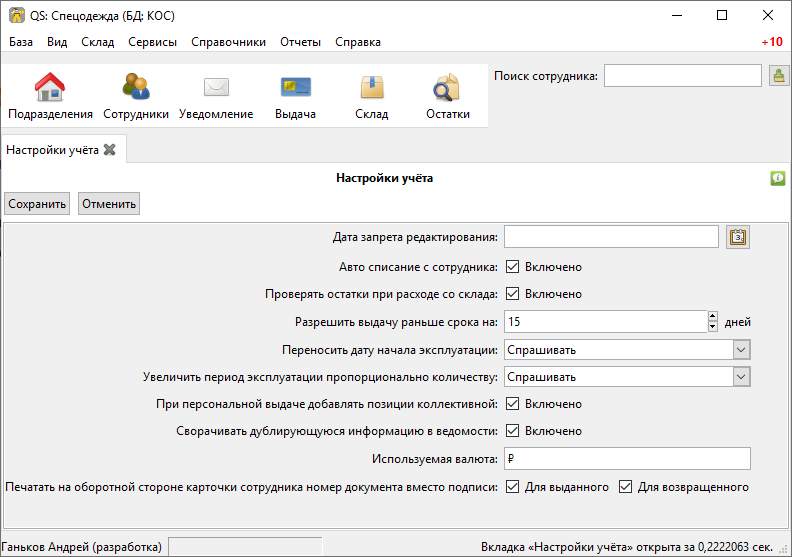 QS: Спецодежда (БД: КОС)
База Вид Склад Сервисы Справочники Отчеты Справка +10
Подразделения Сотрудники Уведомление Выдача Склад Остатки Поиск сотрудника:
Настройки учёта
Настройки учёта
Сохранить Отменить
Дата запрета редактирования:
Авто списание с сотрудника: Включено
Проверять остатки при расходе со склада: Включено
Разрешить выдачу раньше срока на: 15 дней
Переносить дату начала эксплуатации: Спрашивать
Увеличить период эксплуатации пропорционально количеству: Спрашивать
При персональной выдаче добавлять позиции коллективной: Включено
Сворачивать дублирующуюся информацию в ведомости: Включено
Используемая валюта: ₽
Печатать на оборотной стороне карточки сотрудника номер документа вместо подписи: Для выданного Для возвращенного
Ганьков Андрей (разработка) Вкладка «Настройки учёта» открыта за 0,2222063 сек.